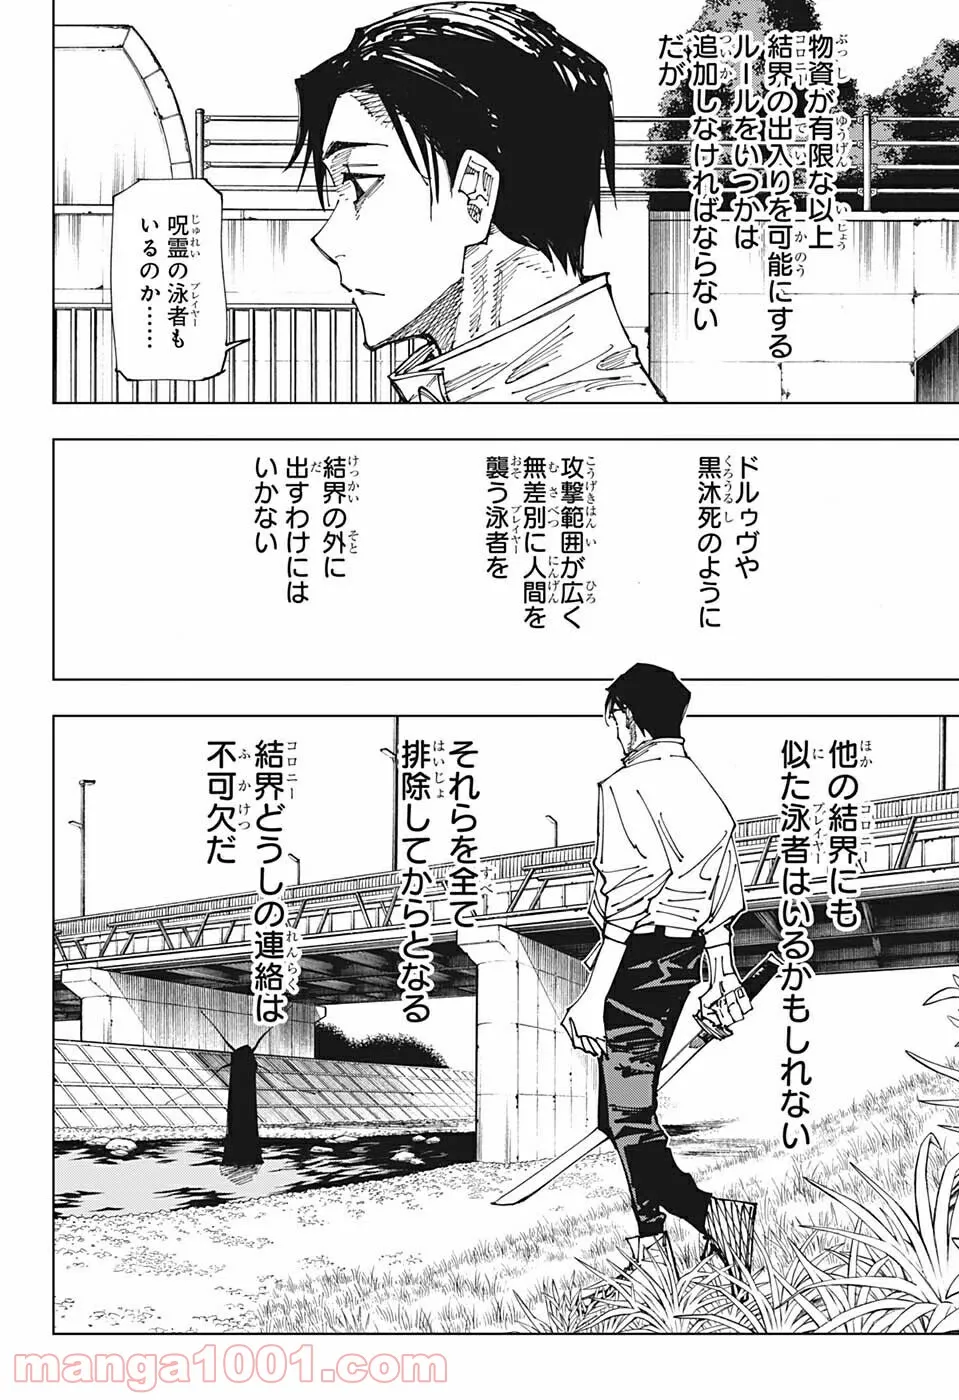 物資が有限な以上
結界の出入りを可能にする
ルールをいつかは
追加しなければならない
だが
呪霊の泳者も
いるのか……
ドルゥヴや
黒沐死のように
攻撃範囲が広く
無差別に人間を
襲う泳者を
結界の外に
出すわけには
いかない
他の結界にも
似た泳者はいるかもしれない
それらを全て
排除してからとなる
結界どうしの連絡は
不可欠だ
manga1001.com